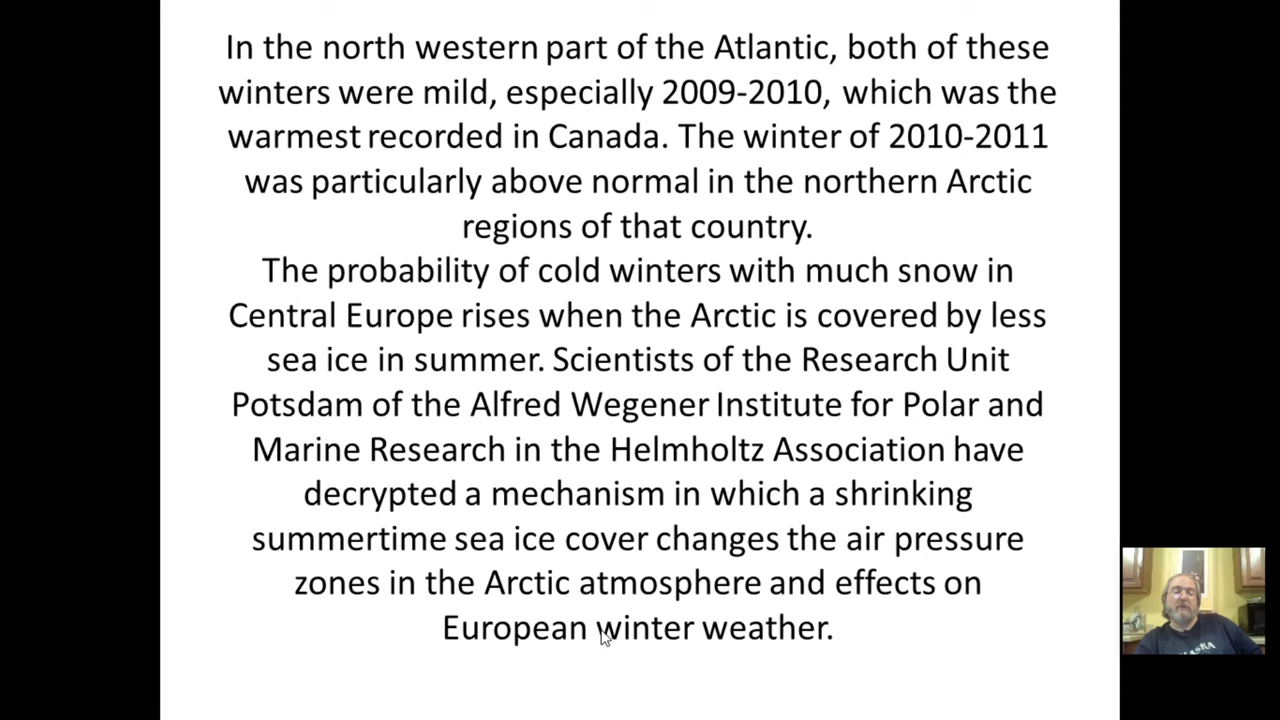 In the north western part of the Atlantic, both of these
winters were mild, especially 2009-2010, which was the
warmest recorded in Canada. The winter of 2010-2011
was particularly above normal in the northern Arctic
regions of that country.
The probability of cold winters with much snow in
Central Europe rises when the Arctic is covered by less
sea ice in summer. Scientists of the Research Unit
Potsdam of the Alfred Wegener Institute for Polar and
Marine Research in the Helmholtz Association have
decrypted a mechanism in which a shrinking
summertime sea ice cover changes the air pressure
zones in the Arctic atmosphere and effects on
European winter weather.